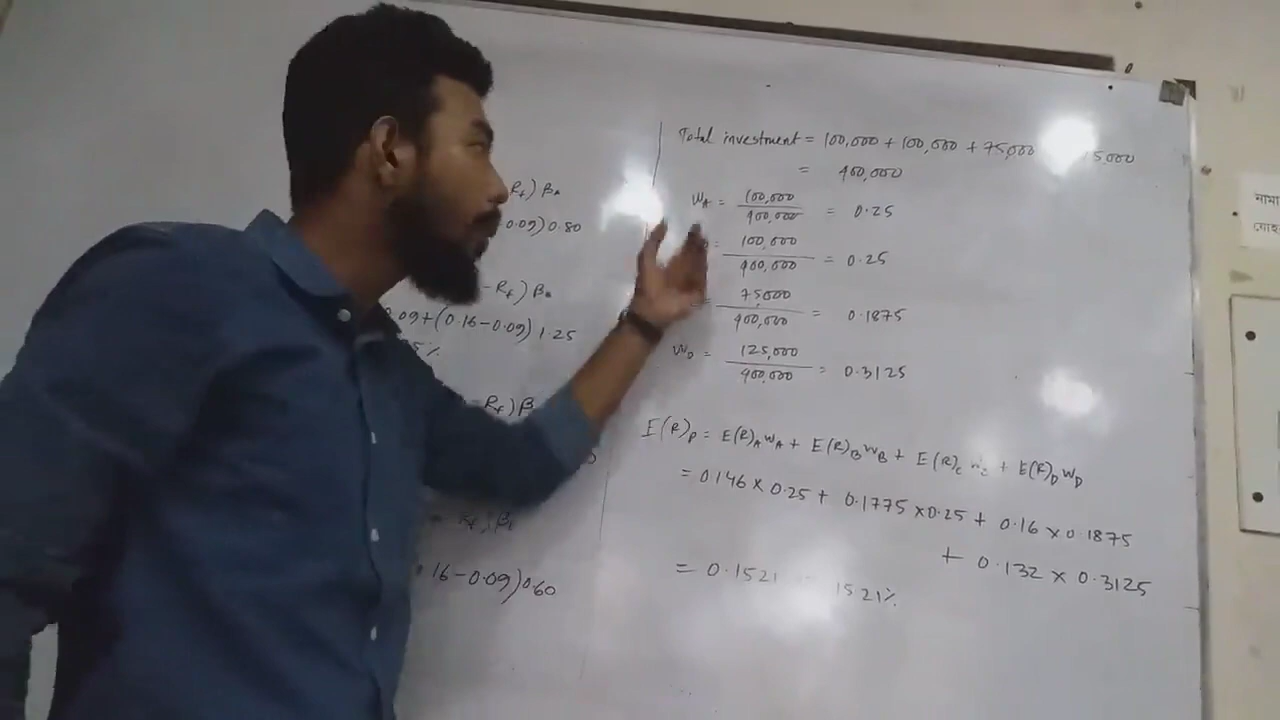 R_f) β_A
0.09) 0.80
- R_f) β_B
0.09 + (0.16 - 0.09) 1.25
5%
R_f) β
R_f) β
16 - 0.09) 0.60
Total investment = 100,000 + 100,000 + 75,000 5,000
= 400,000
W_A = 100,000 / 400,000 = 0.25
= 100,000 / 400,000 = 0.25
= 75,000 / 400,000 = 0.1875
W_D = 125,000 / 400,000 = 0.3125
E(R)_P = E(R)_A W_A + E(R)_B W_B + E(R)_C W_C + E(R)_D W_D
= 0.146 × 0.25 + 0.1775 × 0.25 + 0.16 × 0.1875
+ 0.132 × 0.3125
= 0.1521 = 15.21%